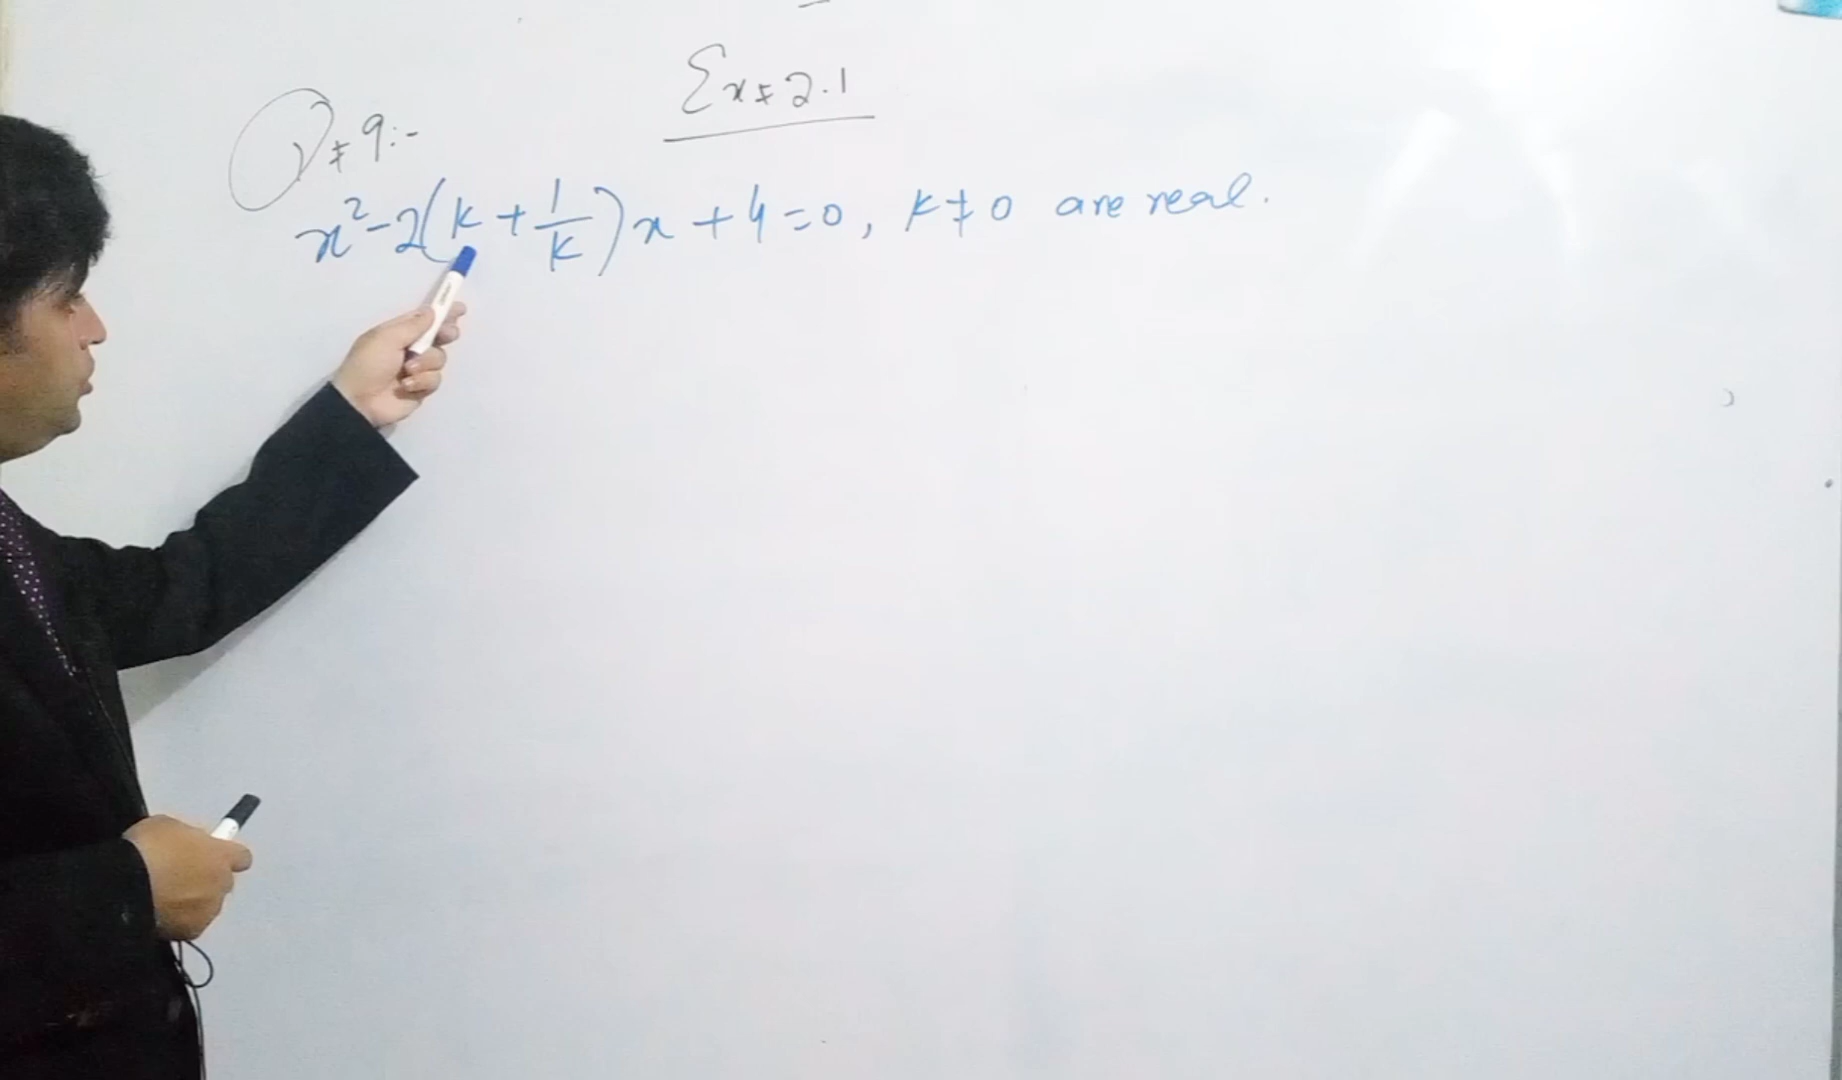 Ex # 2.1
Q # 9:-
x² - 2(k + 1/k)x + 4 = 0, k ≠ 0 are real.